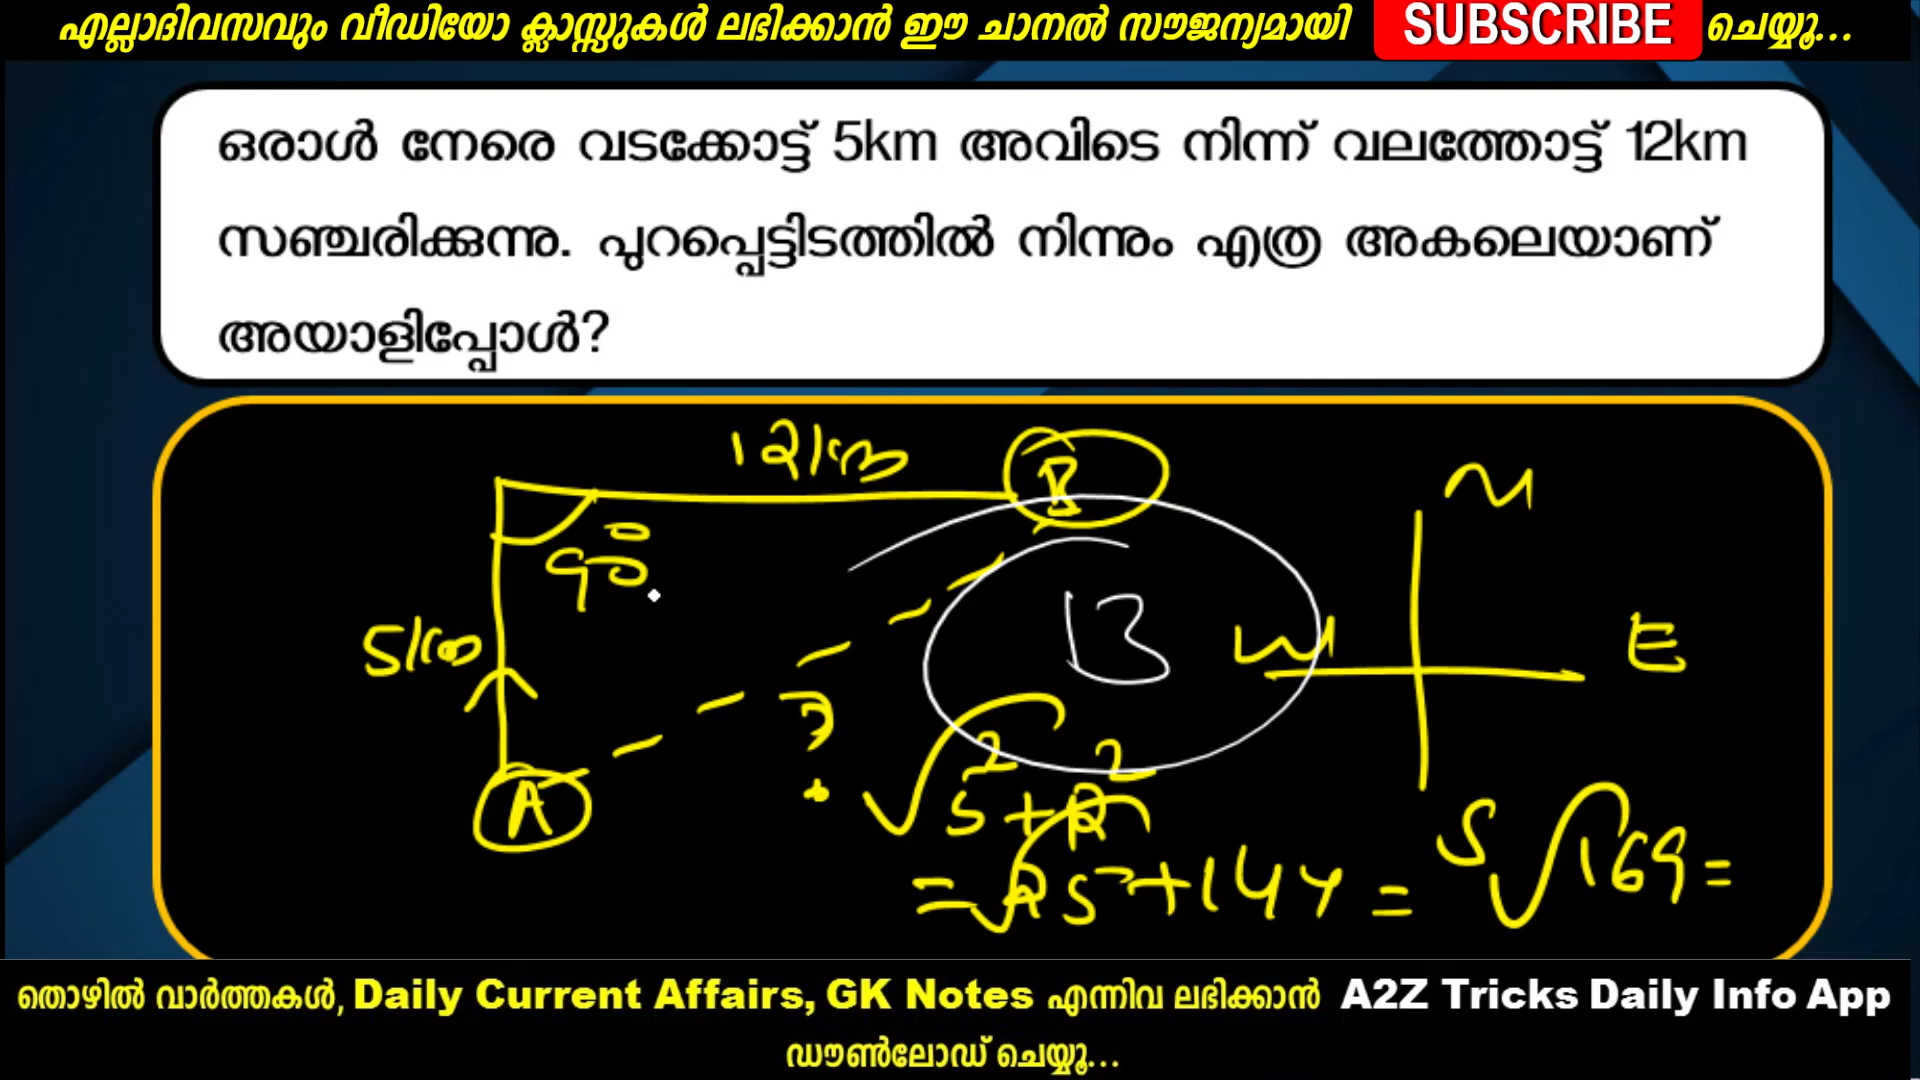 എല്ലാദിവസവും വീഡിയോ ക്ലാസ്സുകൾ ലഭിക്കാൻ ഈ ചാനൽ സൗജന്യമായി SUBSCRIBE ചെയ്യൂ...
ഒരാൾ നേരെ വടക്കോട്ട് 5km അവിടെ നിന്ന് വലത്തോട്ട് 12km
സഞ്ചരിക്കുന്നു. പുറപ്പെട്ടിടത്തിൽ നിന്നും എത്ര അകലെയാണ്
അയാളിപ്പോൾ?
12km
B
N
90°
5km
13
W
E
?
A
√5²+12²
S
=√25+144 =
√169 =
തൊഴിൽ വാർത്തകൾ, Daily Current Affairs, GK Notes എന്നിവ ലഭിക്കാൻ A2Z Tricks Daily Info App
ഡൗൺലോഡ് ചെയ്യൂ...